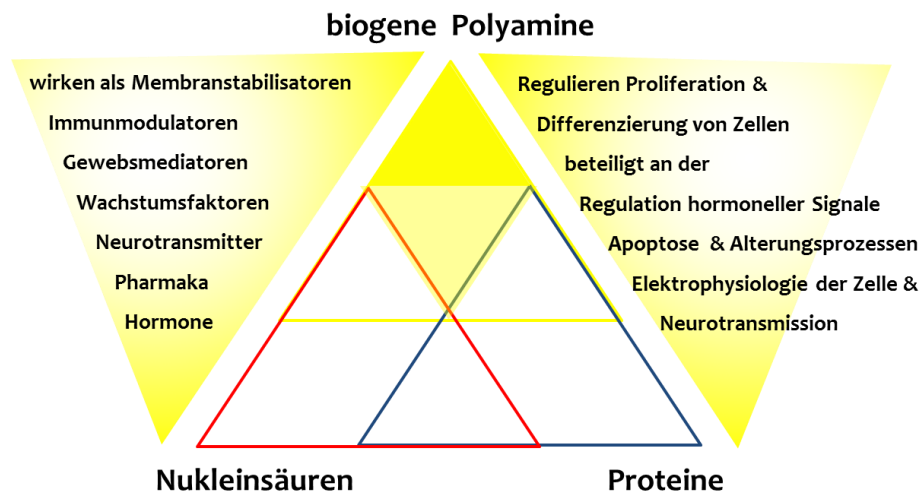 biogene Polyamine
wirken als Membranstabilisatoren
Immunmodulatoren
Gewebsmediatoren
Wachstumsfaktoren
Neurotransmitter
Pharmaka
Hormone
Regulieren Proliferation &
Differenzierung von Zellen
beteiligt an der
Regulation hormoneller Signale
Apoptose & Alterungsprozessen
Elektrophysiologie der Zelle &
Neurotransmission
Nukleinsäuren
Proteine